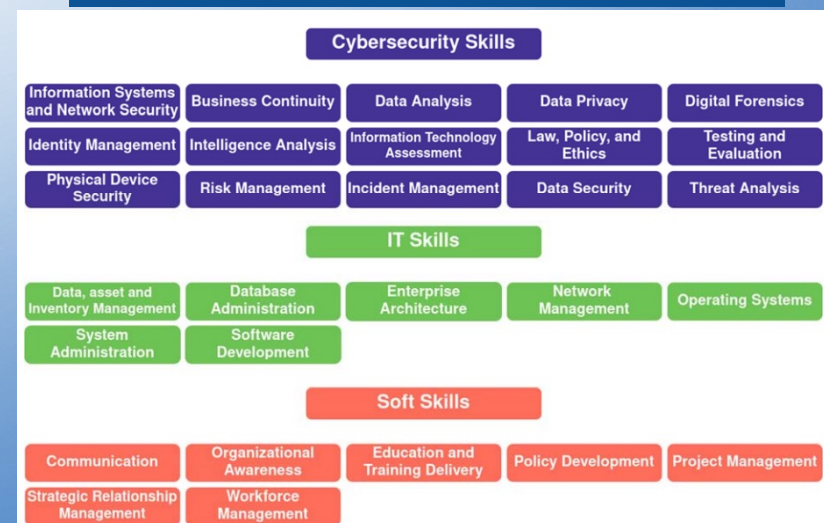 Cybersecurity Skills
Information Systems
and Network Security
Business Continuity
Data Analysis
Data Privacy
Digital Forensics
Identity Management
Intelligence Analysis
Information Technology
Assessment
Law, Policy, and
Ethics
Testing and
Evaluation
Physical Device
Security
Risk Management
Incident Management
Data Security
Threat Analysis
IT Skills
Data, asset and
Inventory Management
Database
Administration
Enterprise
Architecture
Network
Management
Operating Systems
System
Administration
Software
Development
Soft Skills
Communication
Organizational
Awareness
Education and
Training Delivery
Policy Development
Project Management
Strategic Relationship
Management
Workforce
Management